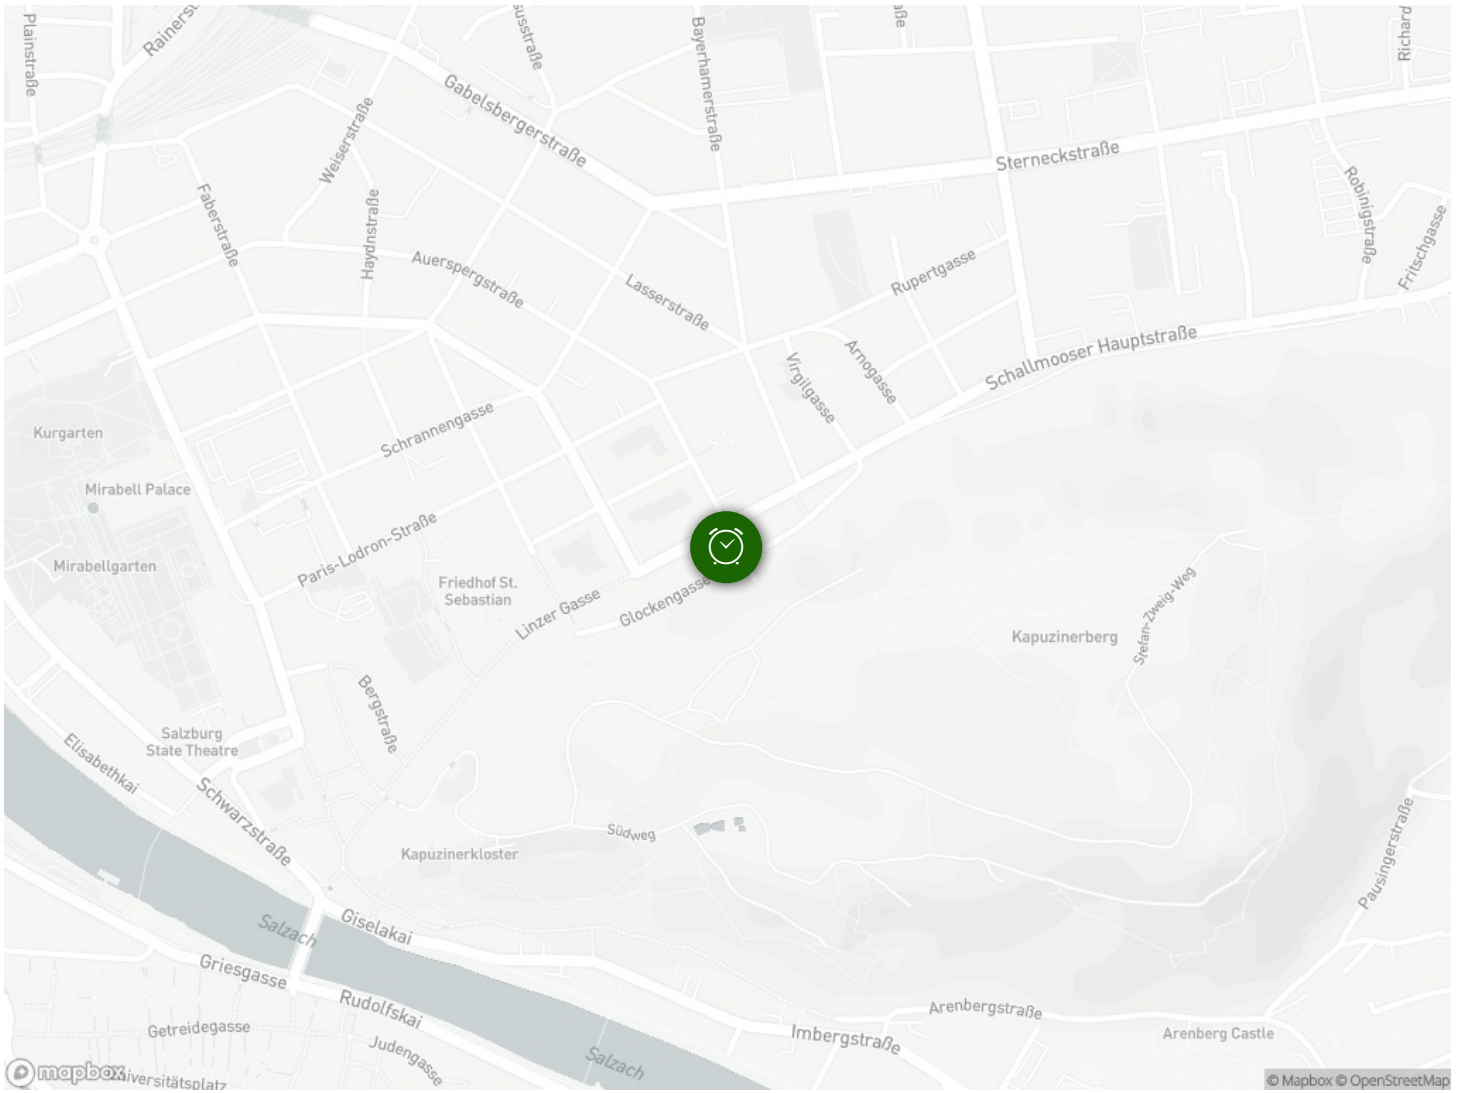 Plainstraße
Rainerst
usstraße
Bayerhamerstraße
aße
Richard
Gabelsbergerstraße
Weiserstraße
Sterneckstraße
Robinigstraße
Faberstraße
Haydnstraße
Fritschgasse
Auerspergstraße
Lasserstraße
Rupertgasse
Schallmooser Hauptstraße
Virgilgasse
Arnogasse
Schrannengasse
Kurgarten
Mirabell Palace
Paris-Lodron-Straße
Mirabellgarten
Friedhof St.
Sebastian
Linzer Gasse
Glockengasse
Stefan-Zweig-Weg
Kapuzinerberg
Bergstraße
Salzburg
State Theatre
Elisabethkai
Schwarzstraße
Südweg
Kapuzinerkloster
Pausingerstraße
Salzach
Giselakai
Griesgasse
Rudolfskai
Getreidegasse
Judengasse
Imbergstraße
Arenbergstraße
Arenberg Castle
Salzach
mapbox
Universitätsplatz
© Mapbox © OpenStreetMap